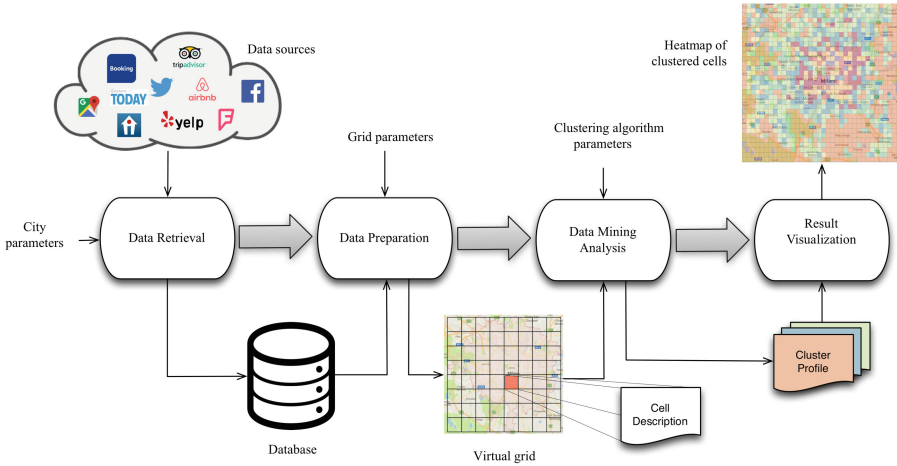 Data sources
Booking
tripadvisor
TODAY
airbnb
yelp
Heatmap of
clustered cells
Milano
Grid parameters
Clustering algorithm
parameters
City
parameters
Data Retrieval
Data Preparation
Data Mining
Analysis
Result
Visualization
Database
Virtual grid
Cell
Description
Cluster
Profile